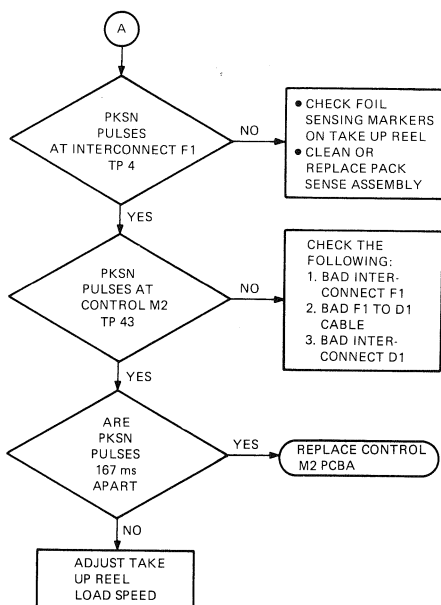 A
PKSN
PULSES
AT INTERCONNECT F1
TP 4
NO
● CHECK FOIL
SENSING MARKERS
ON TAKE UP REEL
● CLEAN OR
REPLACE PACK
SENSE ASSEMBLY
YES
PKSN
PULSES AT
CONTROL M2
TP 43
NO
CHECK THE
FOLLOWING:
1. BAD INTER-
CONNECT F1
2. BAD F1 TO D1
CABLE
3. BAD INTER-
CONNECT D1
YES
ARE
PKSN
PULSES
167 ms
APART
YES
REPLACE CONTROL
M2 PCBA
NO
ADJUST TAKE
UP REEL
LOAD SPEED